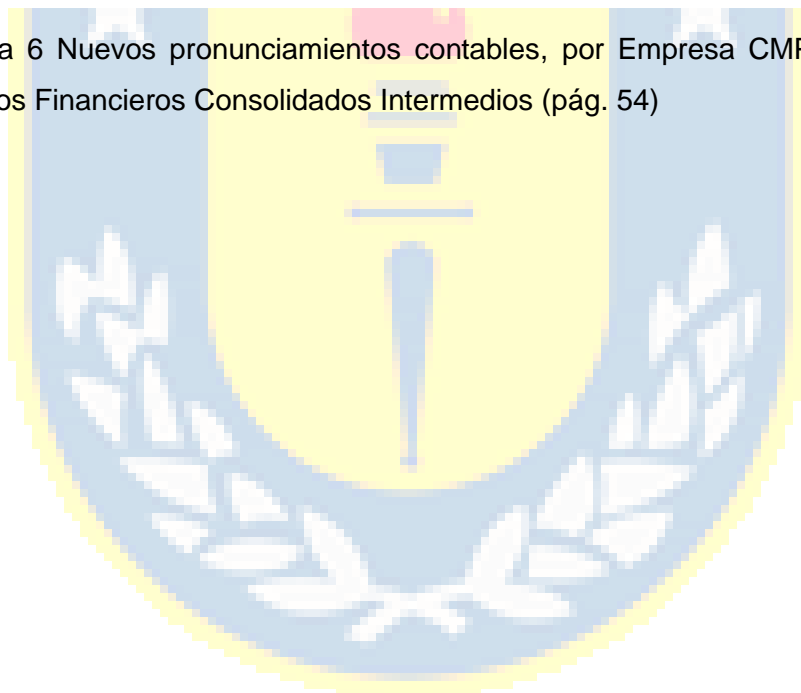 a 6 Nuevos pronunciamientos contables, por Empresa CMP
os Financieros Consolidados Intermedios (pág. 54)